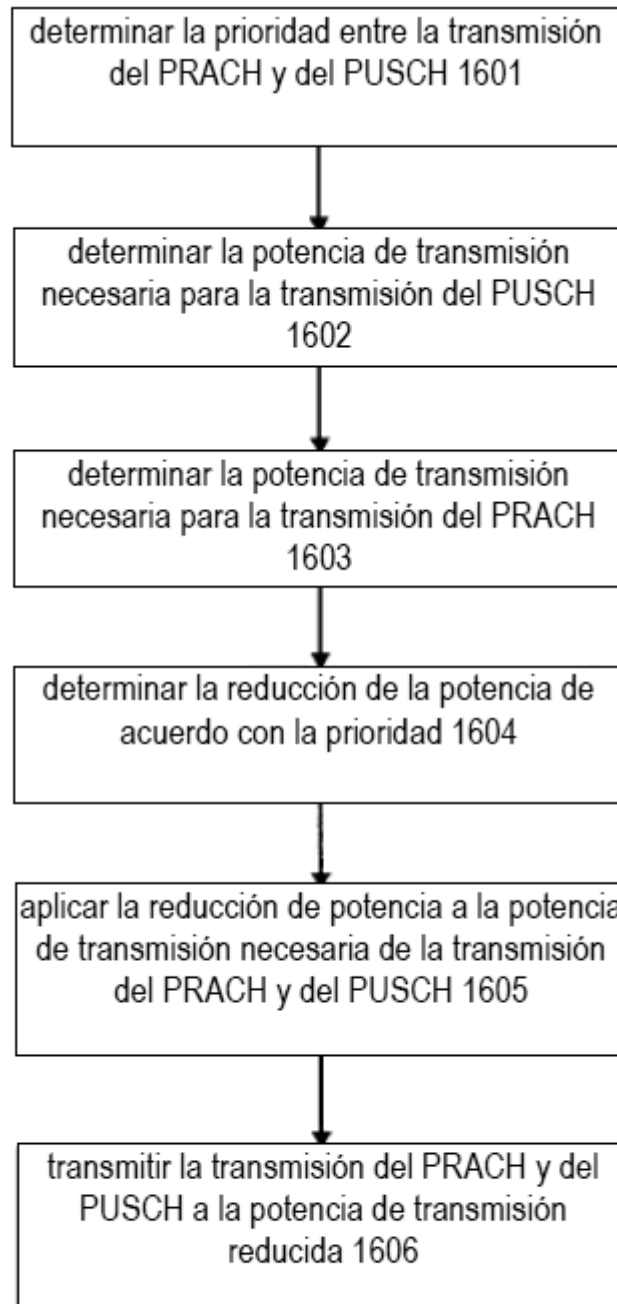 determinar la prioridad entre la transmisión
del PRACH y del PUSCH 1601
determinar la potencia de transmisión
necesaria para la transmisión del PUSCH
1602
determinar la potencia de transmisión
necesaria para la transmisión del PRACH
1603
determinar la reducción de la potencia de
acuerdo con la prioridad 1604
aplicar la reducción de potencia a la potencia
de transmisión necesaria de la transmisión
del PRACH y del PUSCH 1605
transmitir la transmisión del PRACH y del
PUSCH a la potencia de transmisión
reducida 1606